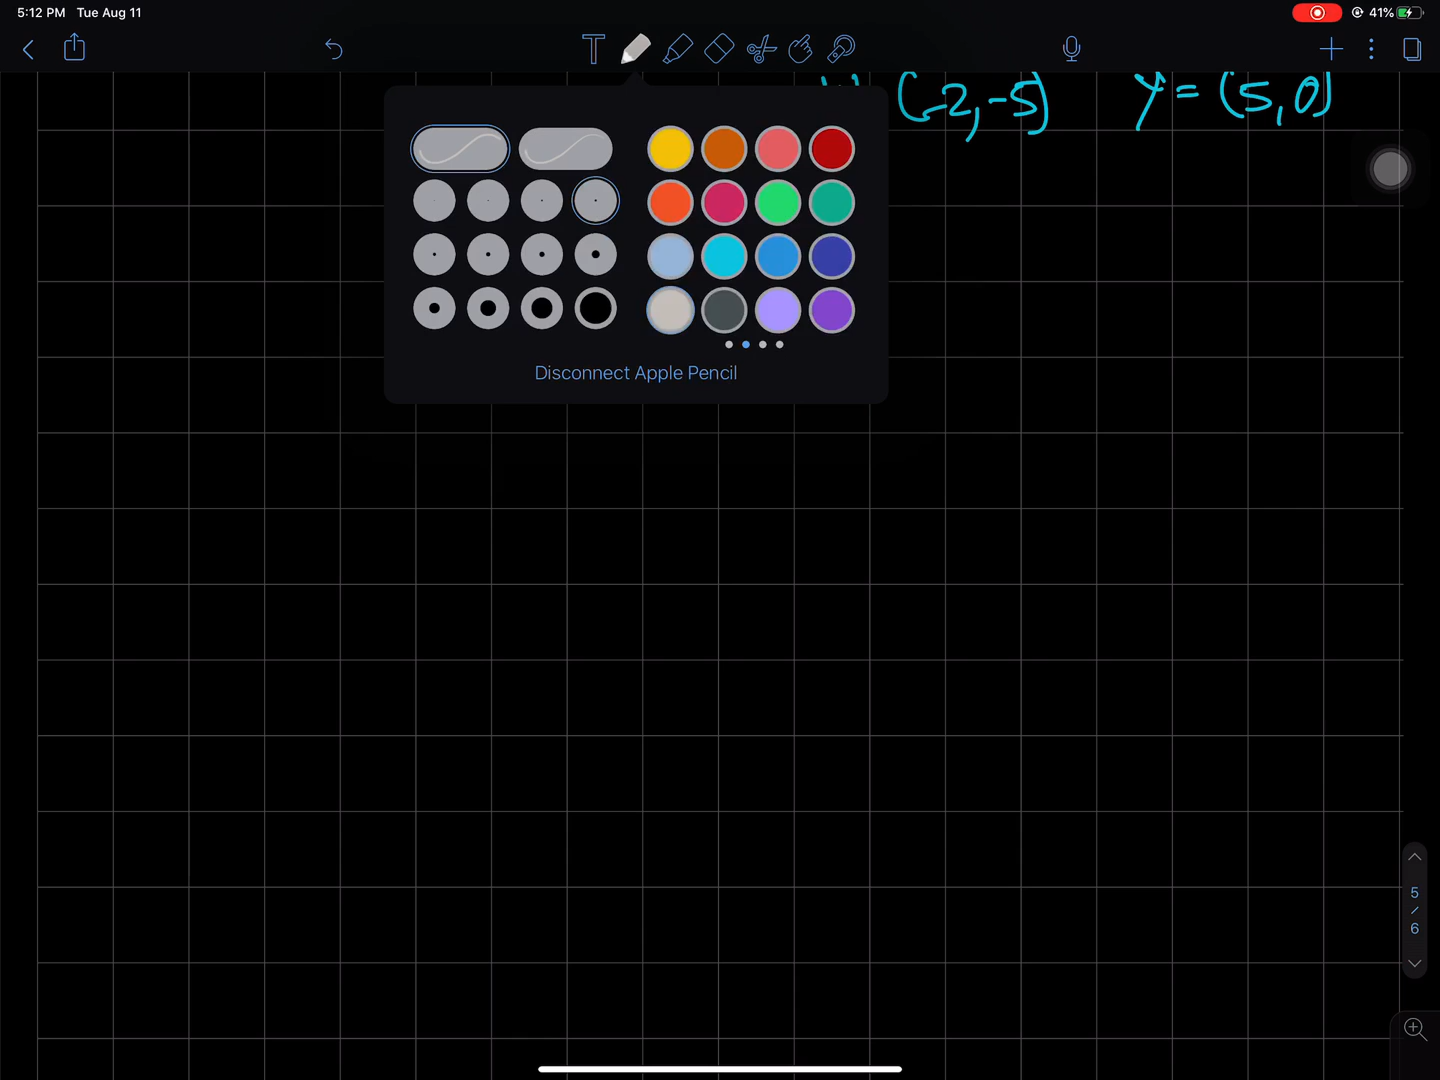 5:12 PM Tue Aug 11
41%
T
(-2,-5) y = (5,0)
Disconnect Apple Pencil
5
/
6